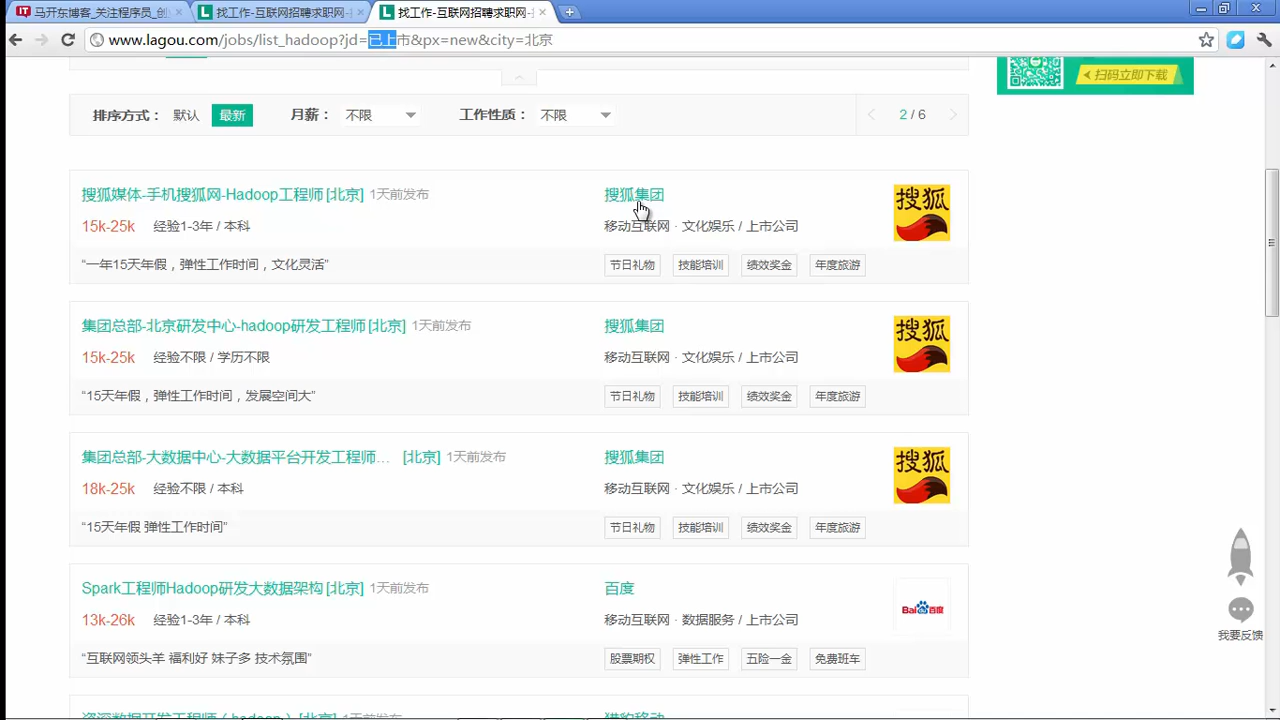 马开东博客_关注程序员_创
找工作-互联网招聘求职网-
找工作-互联网招聘求职网-
www.lagou.com/jobs/list_hadoop?jd=已上市&px=new&city=北京
扫码立即下载
排序方式： 默认 最新 月薪： 不限 工作性质： 不限 2 / 6
搜狐媒体-手机搜狐网-Hadoop工程师 [北京] 1天前发布 搜狐集团 搜狐
15k-25k 经验1-3年 / 本科 移动互联网 · 文化娱乐 / 上市公司
“一年15天年假，弹性工作时间，文化灵活” 节日礼物 技能培训 绩效奖金 年度旅游
集团总部-北京研发中心-hadoop研发工程师 [北京] 1天前发布 搜狐集团 搜狐
15k-25k 经验不限 / 学历不限 移动互联网 · 文化娱乐 / 上市公司
“15天年假，弹性工作时间，发展空间大” 节日礼物 技能培训 绩效奖金 年度旅游
集团总部-大数据中心-大数据平台开发工程师… [北京] 1天前发布 搜狐集团 搜狐
18k-25k 经验不限 / 本科 移动互联网 · 文化娱乐 / 上市公司
“15天年假 弹性工作时间” 节日礼物 技能培训 绩效奖金 年度旅游
Spark工程师Hadoop研发大数据架构 [北京] 1天前发布 百度
13k-26k 经验1-3年 / 本科 移动互联网 · 数据服务 / 上市公司 Bai百度
“互联网领头羊 福利好 妹子多 技术氛围” 股票期权 弹性工作 五险一金 免费班车
我要反馈
资深数据开发工程师（hadoop）[北京] 1天前发布 猎豹移动